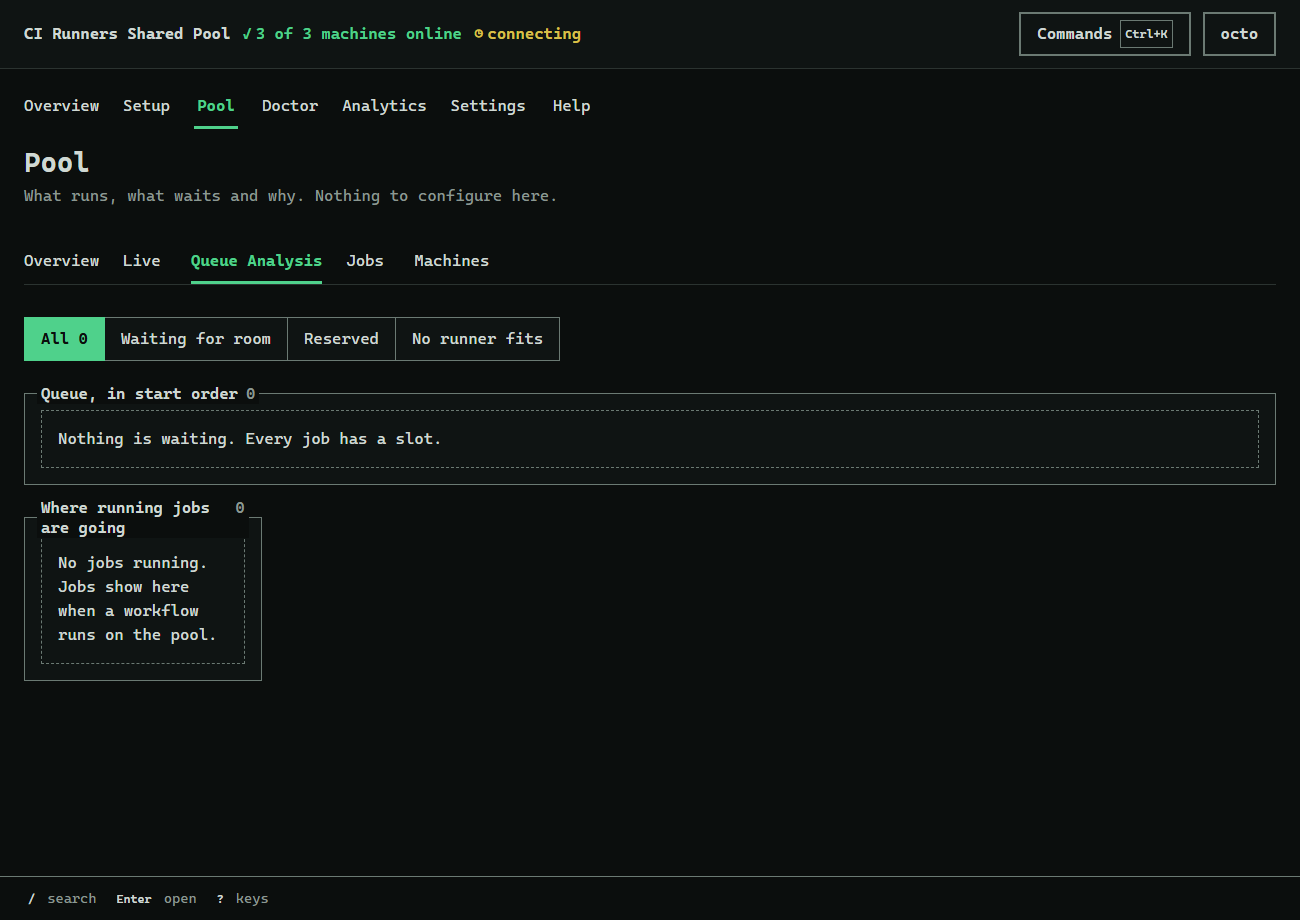 CI Runners Shared Pool ✓ 3 of 3 machines online connecting Commands Ctrl+K octo
Overview Setup Pool Doctor Analytics Settings Help
Pool
What runs, what waits and why. Nothing to configure here.
Overview Live Queue Analysis Jobs Machines
All 0 Waiting for room Reserved No runner fits
Queue, in start order 0
Nothing is waiting. Every job has a slot.
Where running jobs 0
are going
No jobs running.
Jobs show here
when a workflow
runs on the pool.
/ search Enter open ? keys